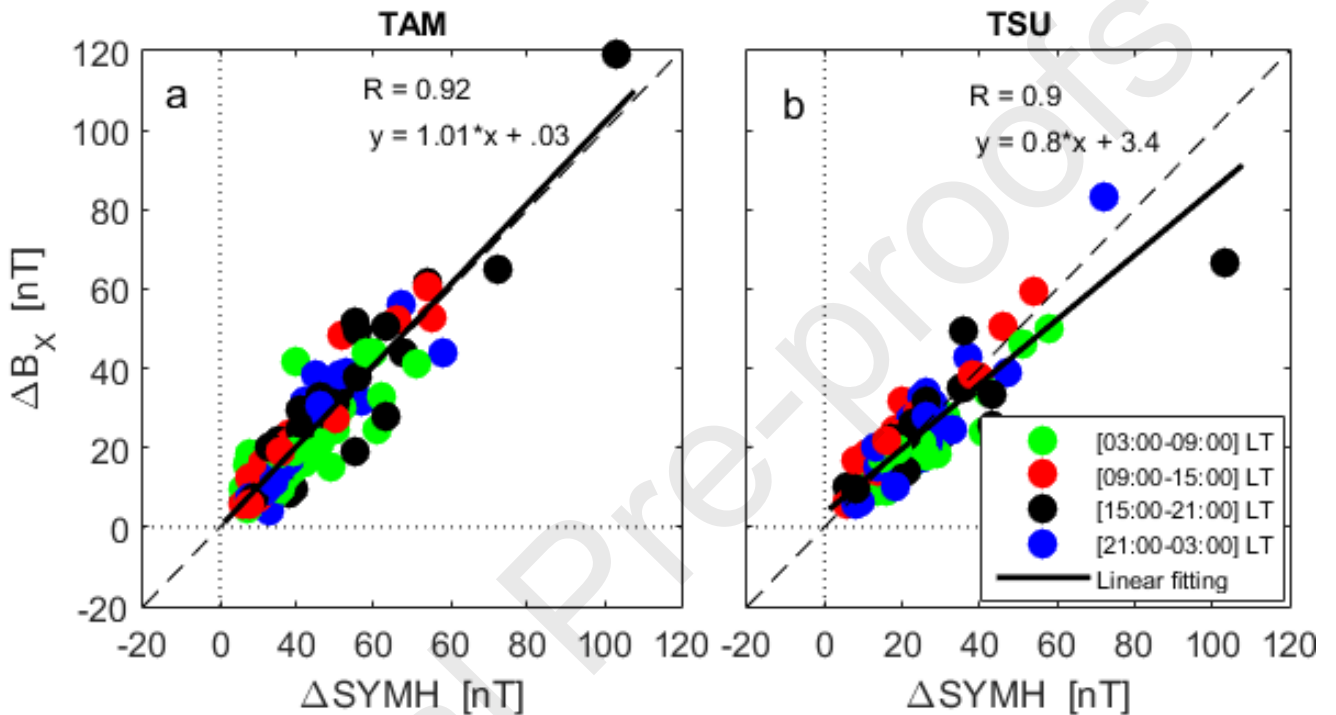 TAM
TSU
a
R = 0.92
y = 1.01*x + .03
b
R = 0.9
y = 0.8*x + 3.4
120
100
80
60
40
20
0
-20
ΔB_X [nT]
-20 0 20 40 60 80 100 120
-20 0 20 40 60 80 100 120
ΔSYMH [nT]
ΔSYMH [nT]
[03:00-09:00] LT
[09:00-15:00] LT
[15:00-21:00] LT
[21:00-03:00] LT
Linear fitting
Pre-proofs